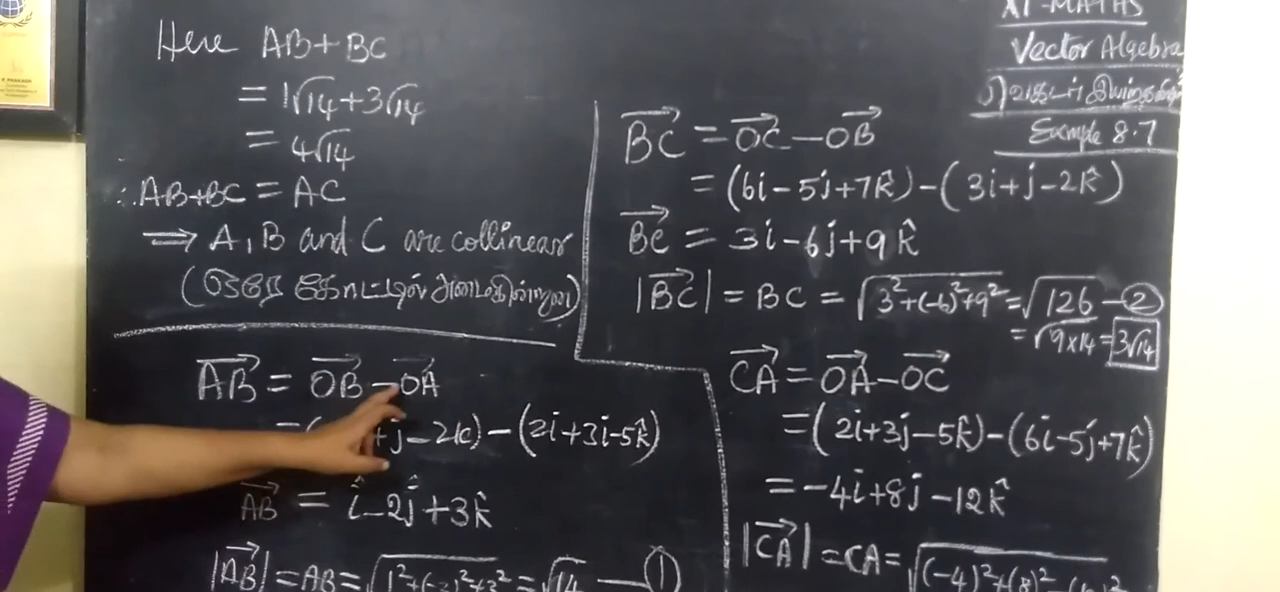 XI-MATHS
Vector Algebra
Example 8.7
Here AB+BC
= 1√14+3√14
= 4√14
∴AB+BC = AC
⟹ A, B and C are collinear
AB→ = OB→ - OA→
+j-2k)-(2i+3i-5k̂)
AB→ = î-2ĵ+3k̂
|AB→| = AB = √1²+(-2)²+3² = √14 — ①
BC→ = OC→ - OB→
= (6i-5j+7k̂)-(3i+j-2k̂)
BC→ = 3i-6j+9k̂
|BC→| = BC = √3²+(-6)²+9² = √126 — ②
= √9×14 = 3√14
CA→ = OA→ - OC→
=(2i+3j-5k̂)-(6i-5j+7k̂)
= -4i+8j-12k̂
|CA→| = CA = √(-4)²+(8)²